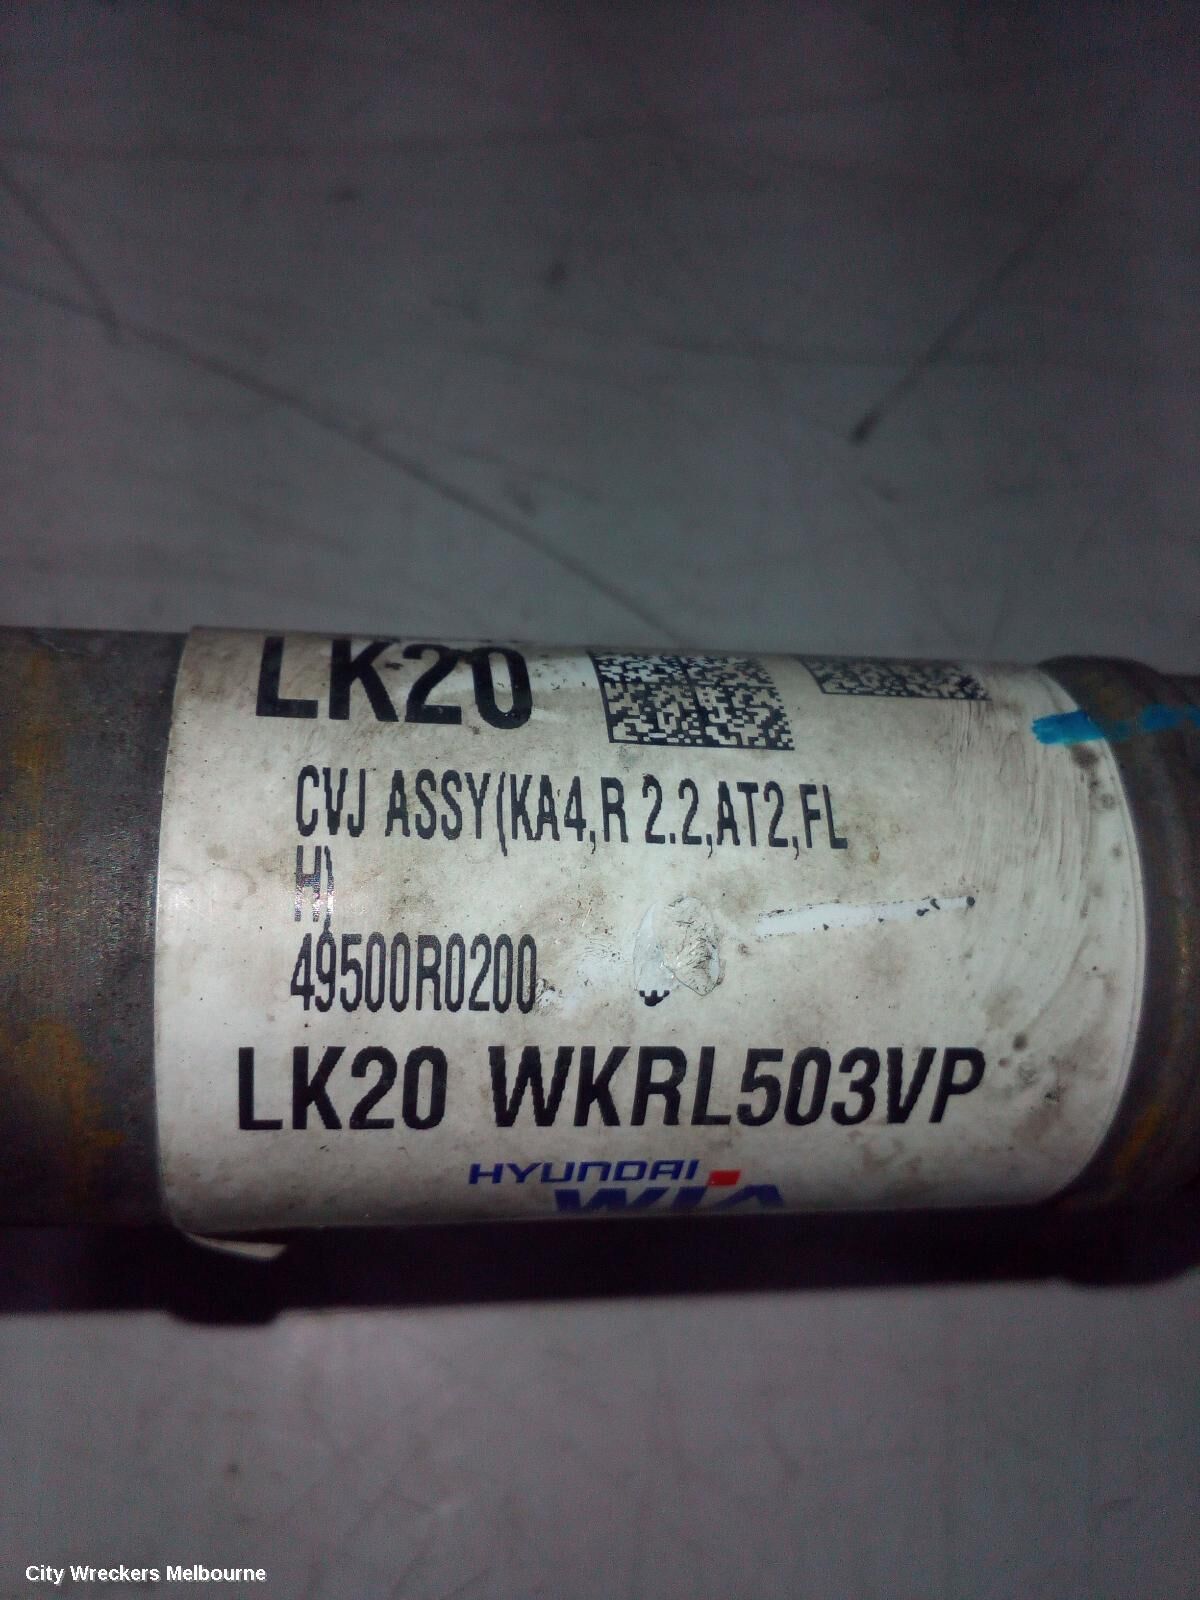 LK20
CVJ ASSY(KA4,R 2.2,AT2,FL
H)
49500R0200
LK20 WKRL503VP
HYUNDAI
WIA
City Wreckers Melbourne